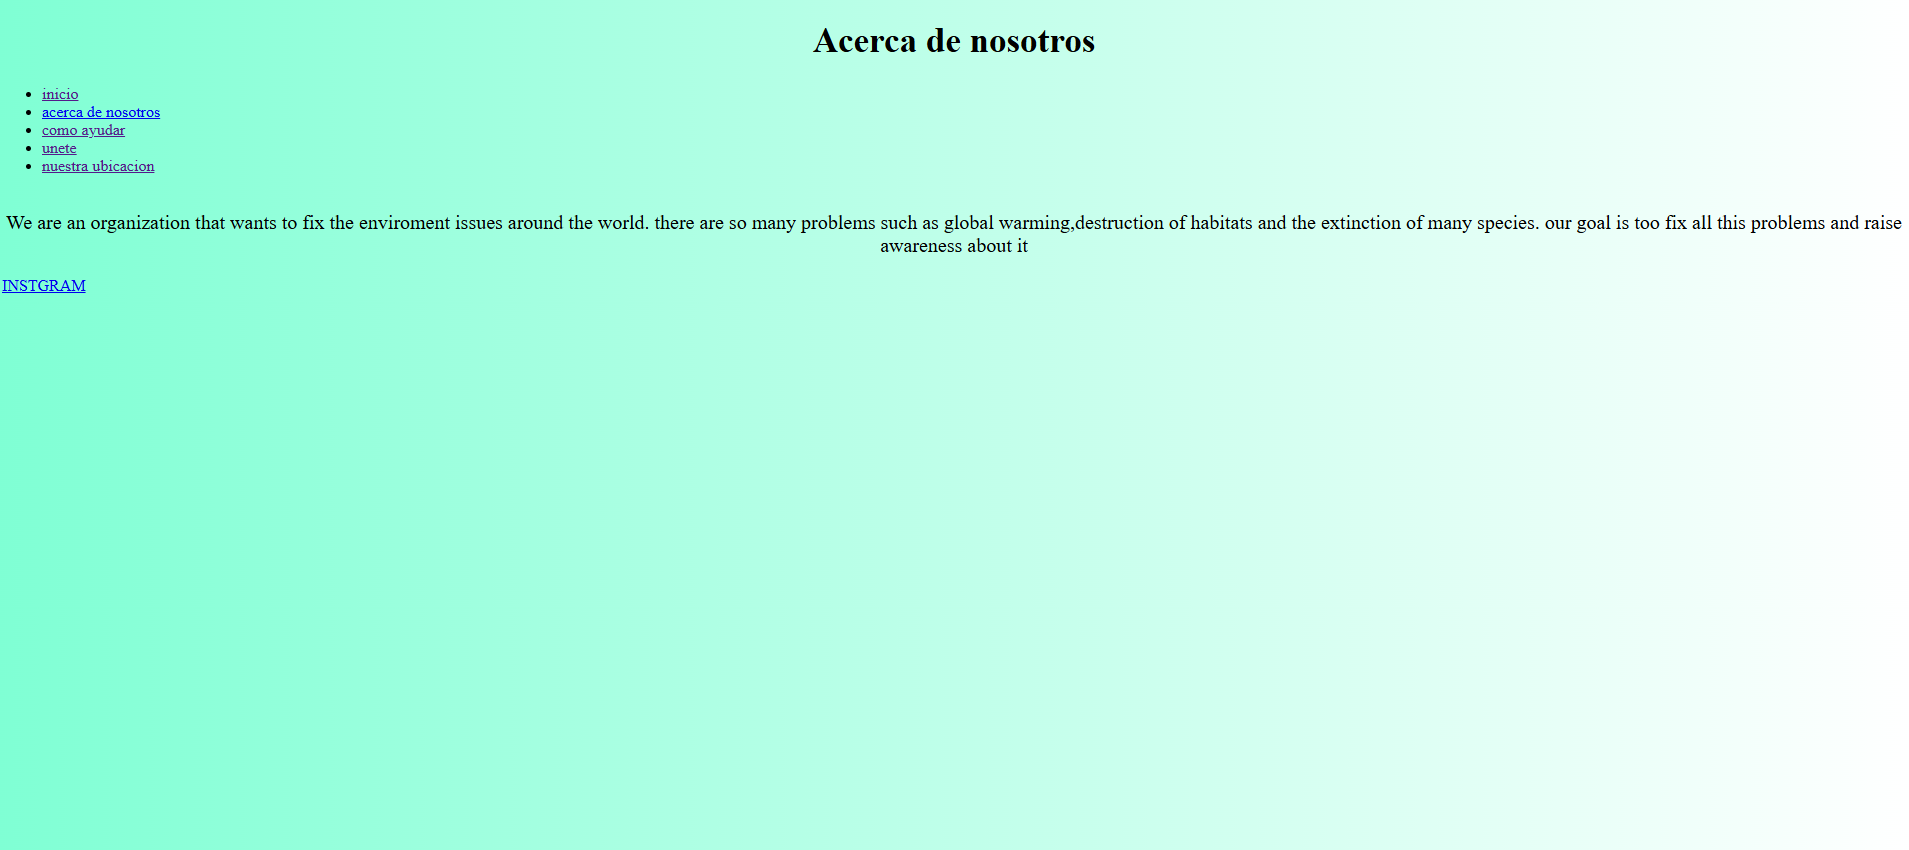 Acerca de nosotros
inicio
acerca de nosotros
como ayudar
unete
nuestra ubicacion
We are an organization that wants to fix the enviroment issues around the world. there are so many problems such as global warming,destruction of habitats and the extinction of many species. our goal is too fix all this problems and raise
awareness about it
INSTGRAM